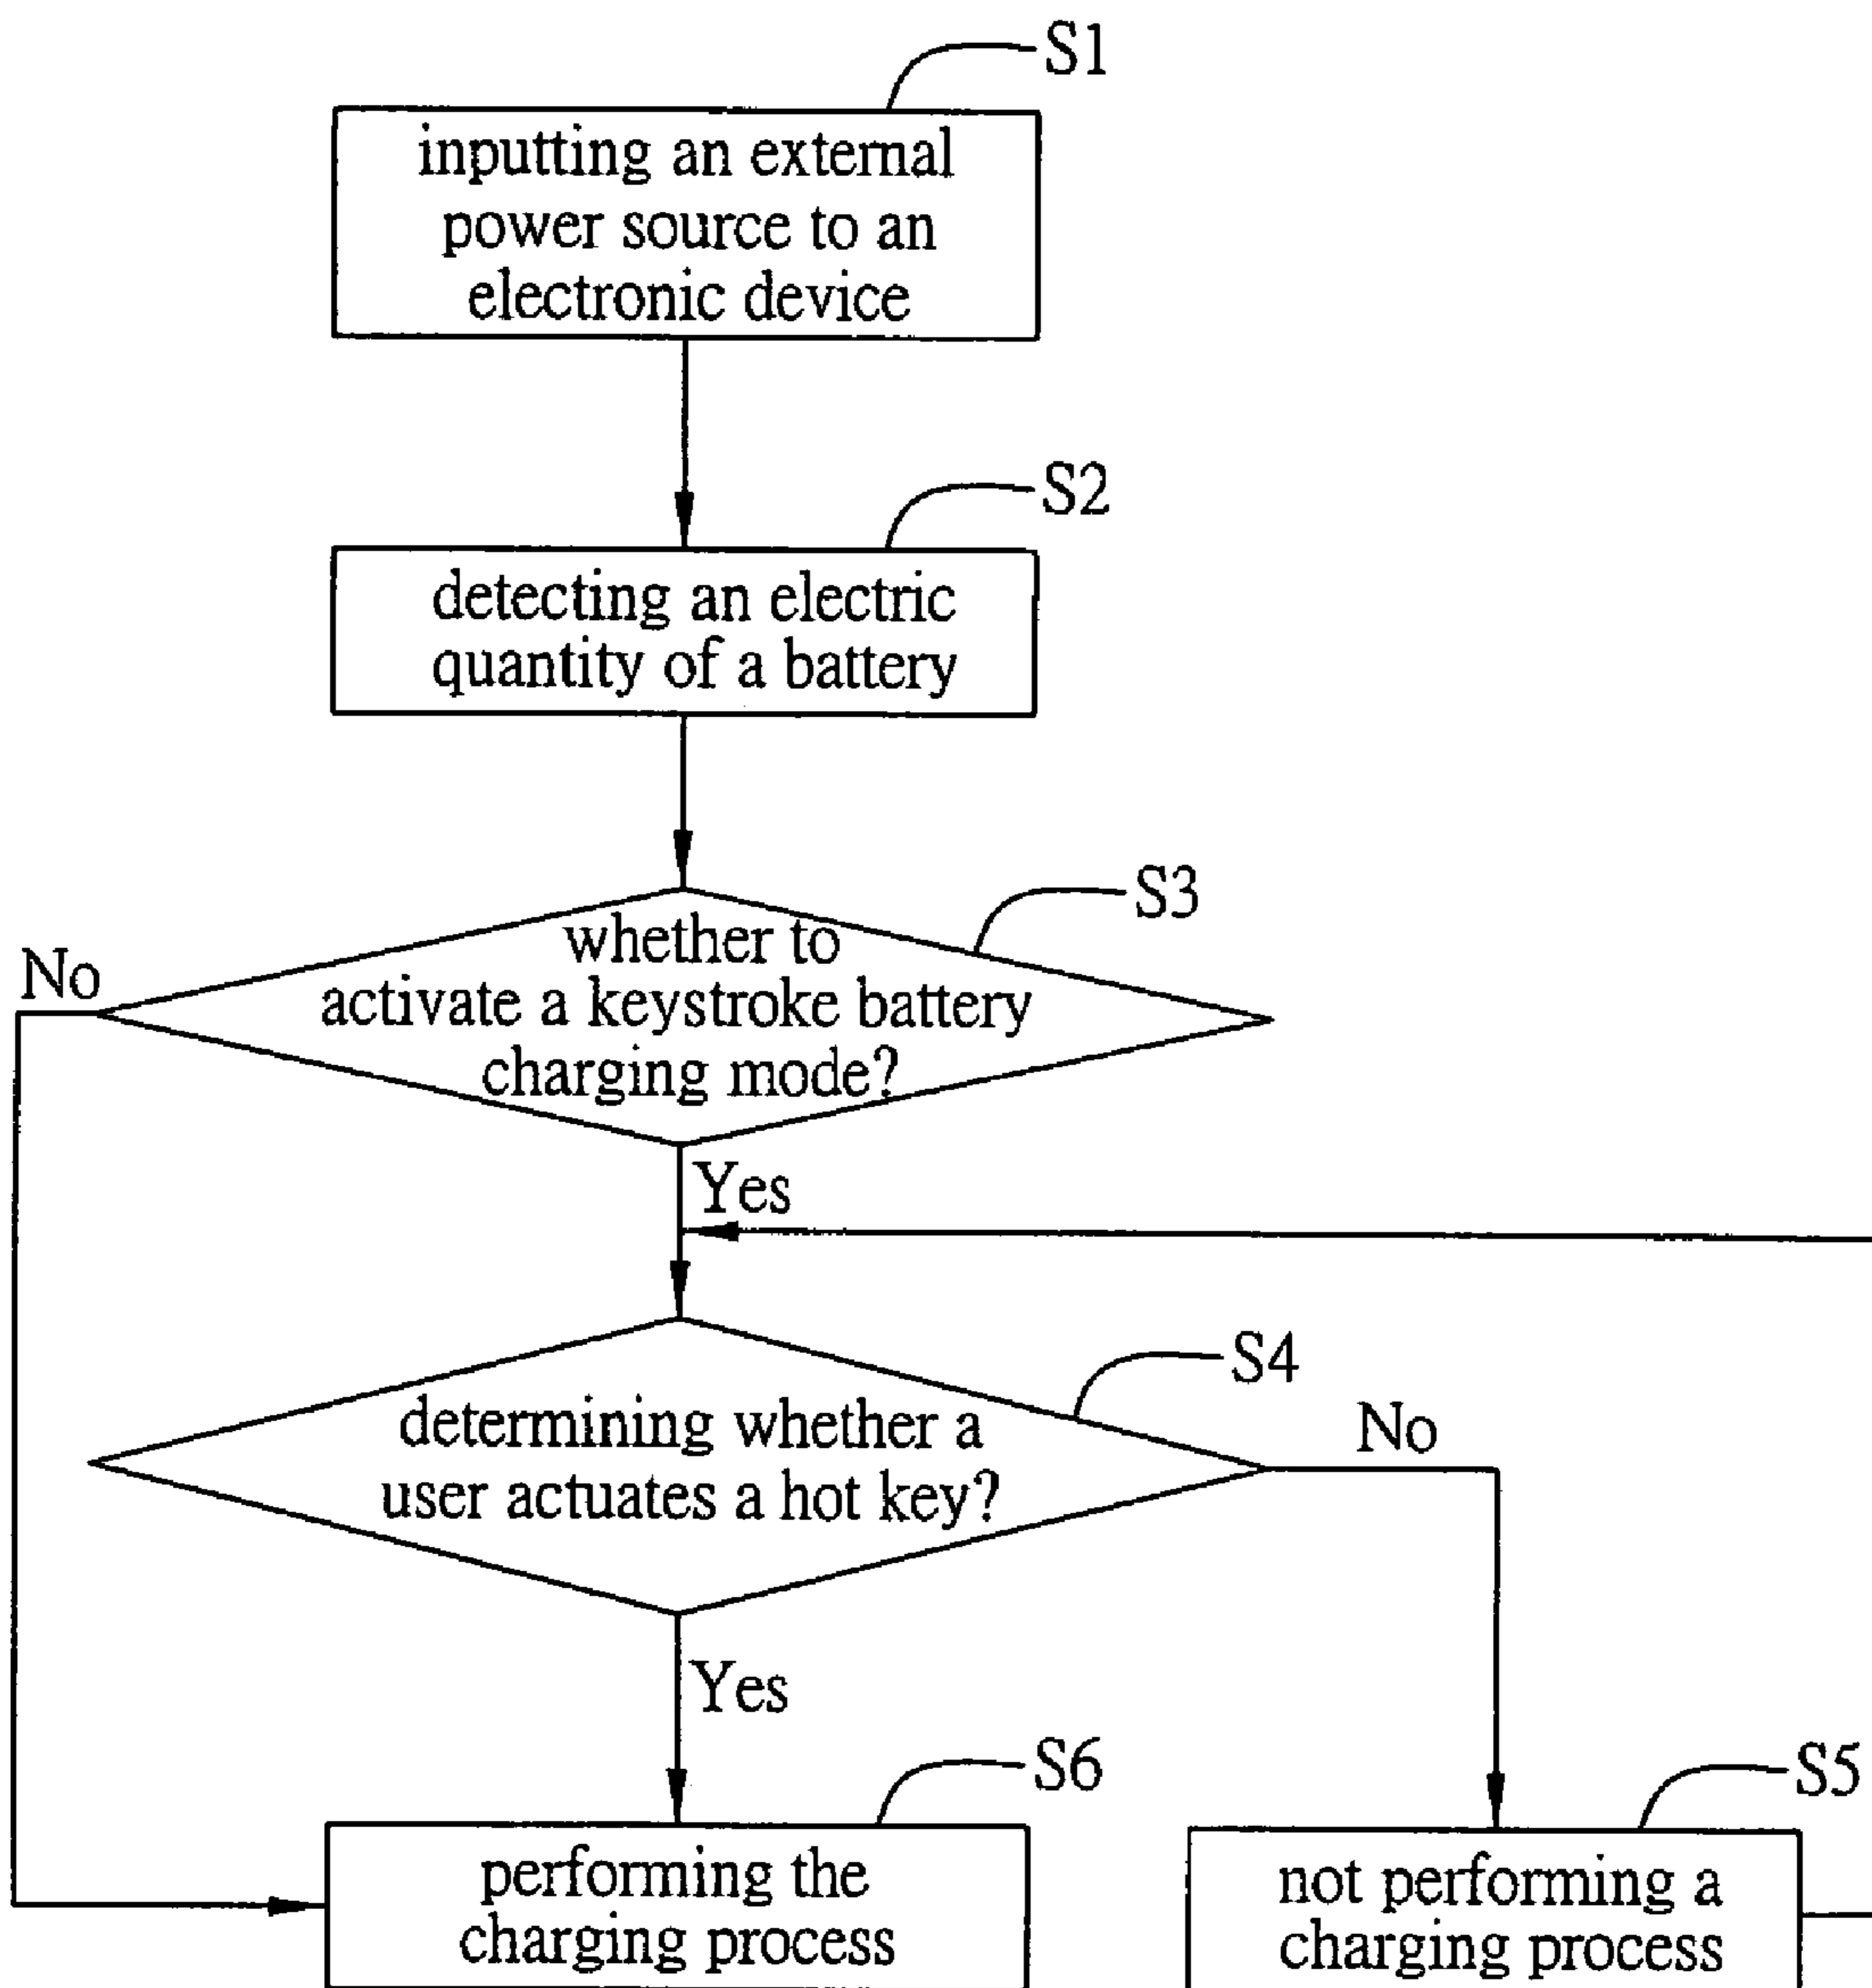 S1
inputting an external
power source to an
electronic device
S2
detecting an electric
quantity of a battery
S3
No
whether to
activate a keystroke battery
charging mode?
Yes
S4
determining whether a
user actuates a hot key?
No
Yes
S6
performing the
charging process
S5
not performing a
charging process